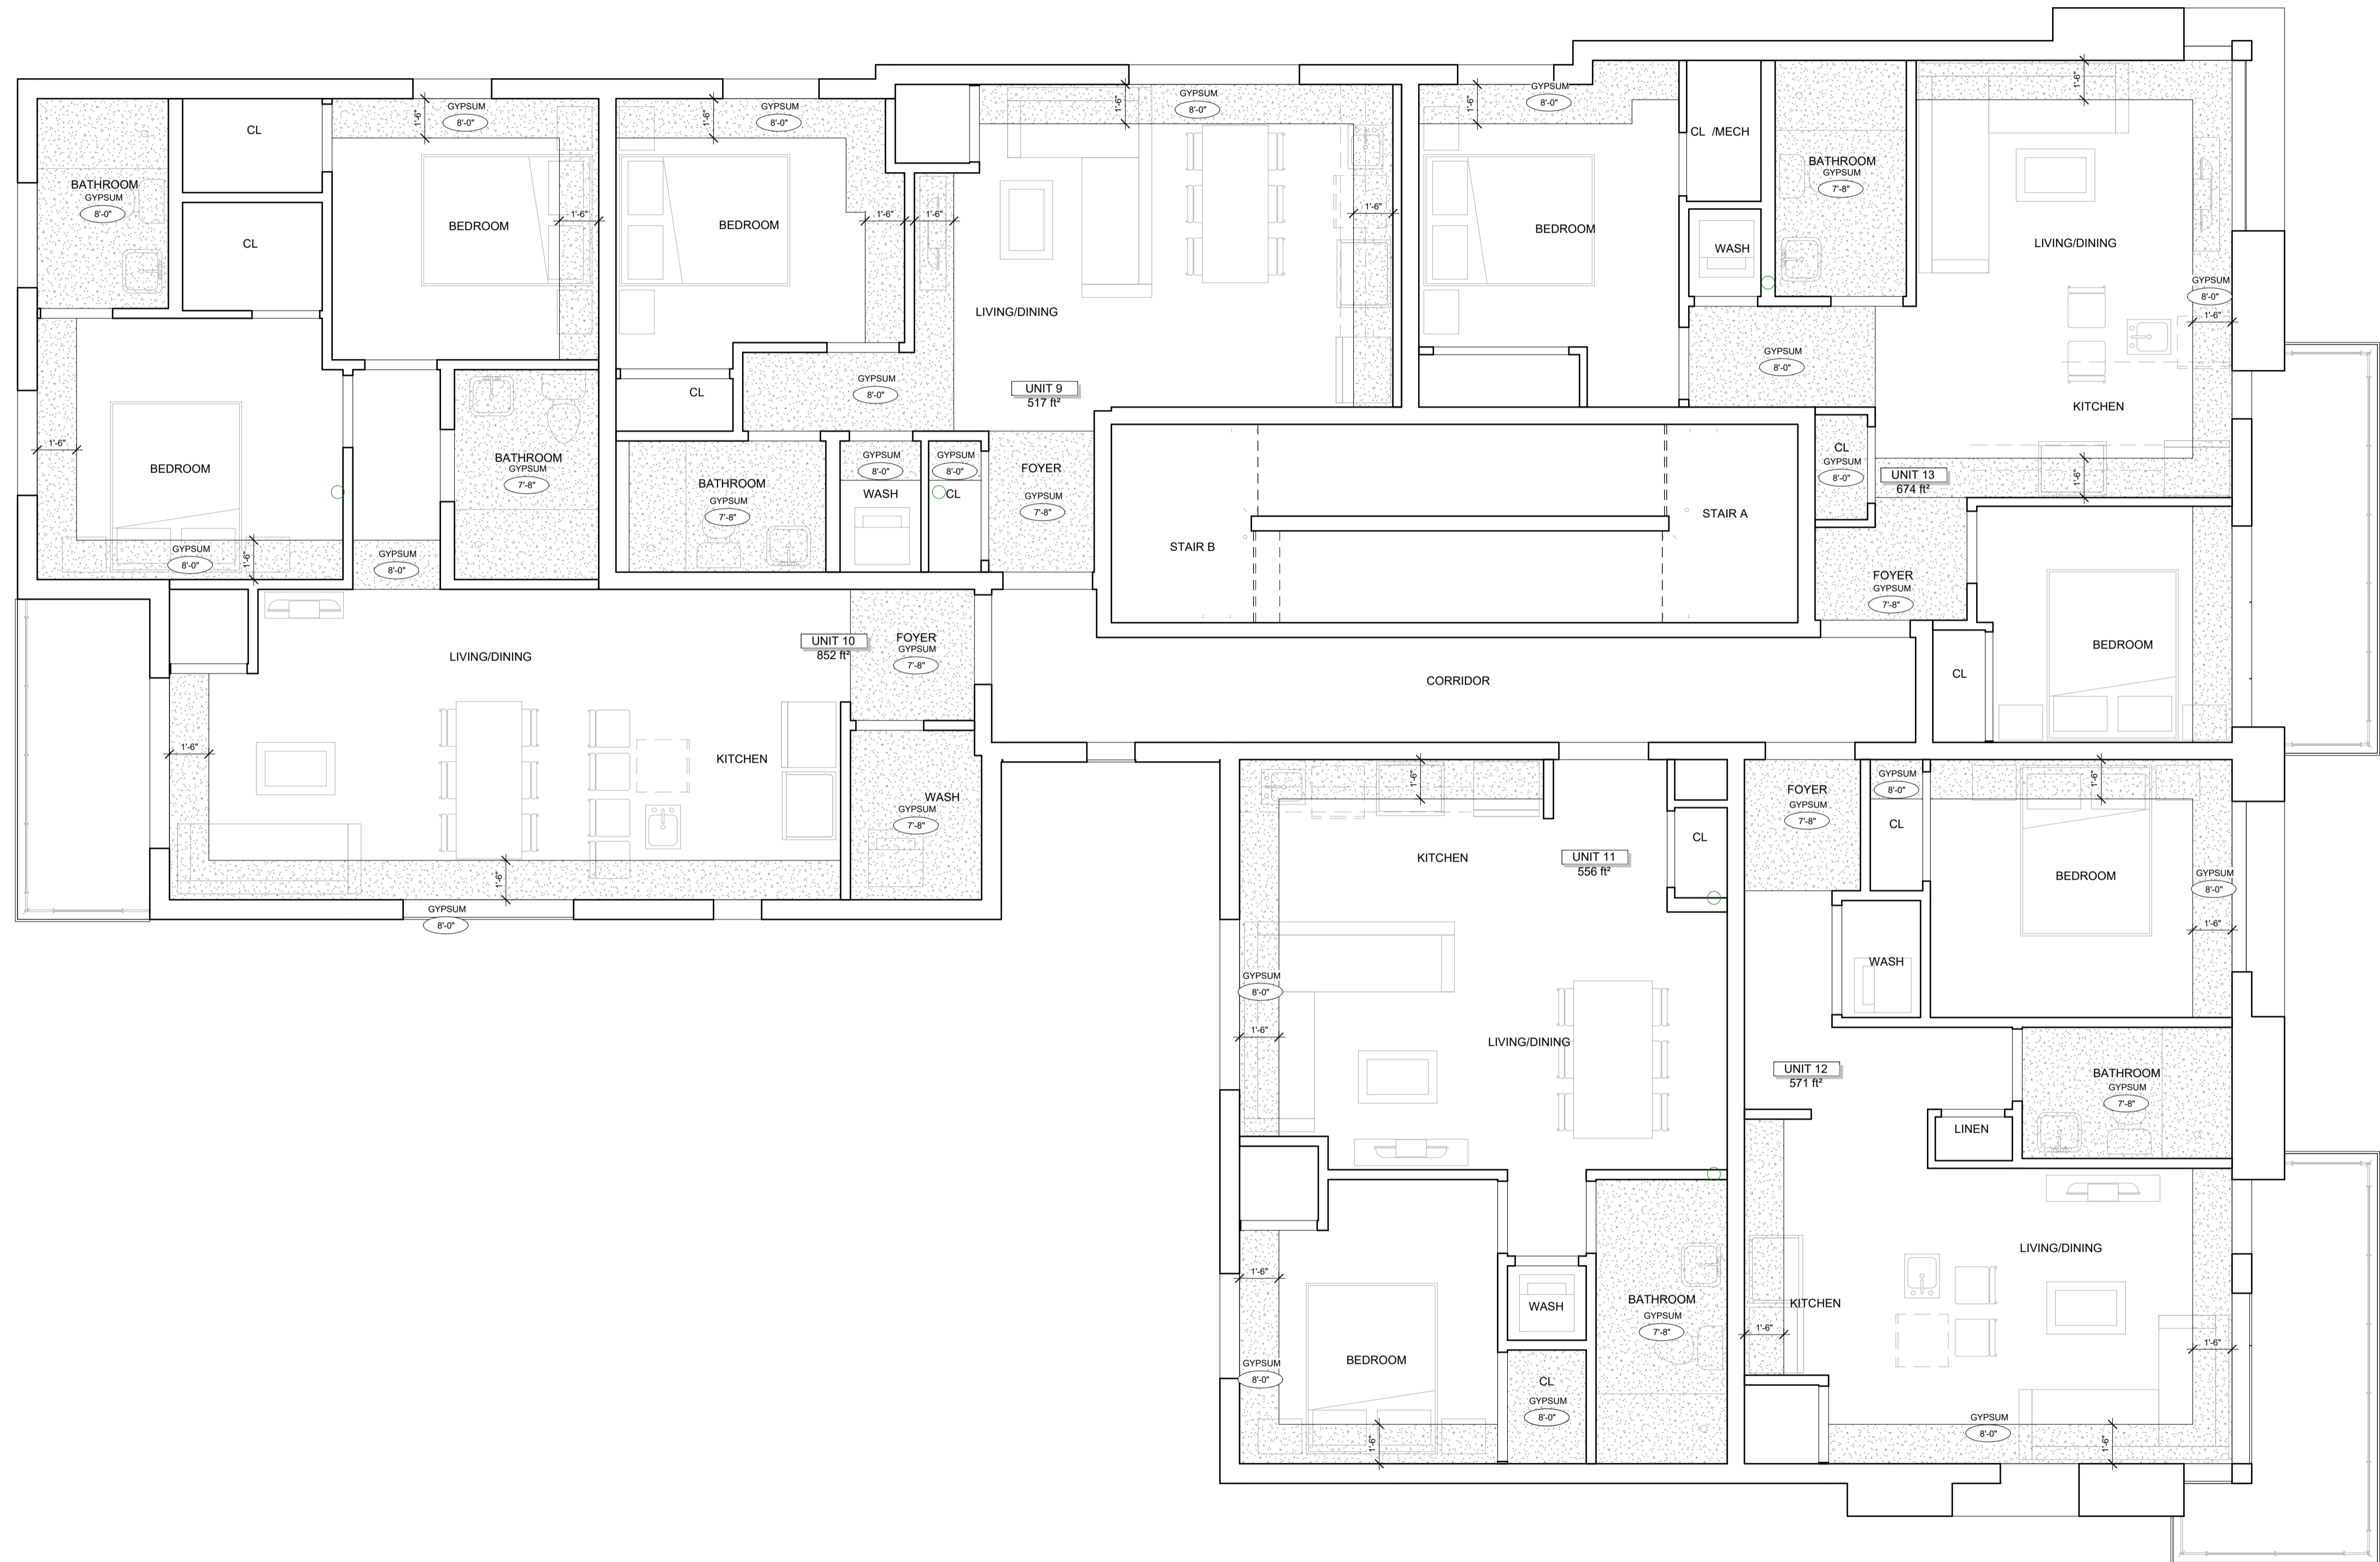 GYPSUM
8'-0"
1'-6"
GYPSUM
8'-0"
1'-6"
GYPSUM
8'-0"
1'-6"
GYPSUM
8'-0"
1'-6"
1'-6"
CL
CL /MECH
BATHROOM
GYPSUM
8'-0"
BATHROOM
GYPSUM
7'-8"
BEDROOM
1'-6"
BEDROOM
1'-6"
1'-6"
1'-6"
BEDROOM
CL
WASH
LIVING/DINING
GYPSUM
8'-0"
1'-6"
LIVING/DINING
GYPSUM
8'-0"
CL
GYPSUM
8'-0"
UNIT 9
517 ft²
KITCHEN
1'-6"
BEDROOM
BATHROOM
GYPSUM
7'-8"
BATHROOM
GYPSUM
7'-8"
GYPSUM
8'-0"
WASH
GYPSUM
8'-0"
CL
FOYER
GYPSUM
7'-8"
CL
GYPSUM
8'-0"
UNIT 13
674 ft²
1'-6"
STAIR B
STAIR A
GYPSUM
8'-0"
1'-6"
GYPSUM
8'-0"
FOYER
GYPSUM
7'-8"
LIVING/DINING
UNIT 10
852 ft²
FOYER
GYPSUM
7'-8"
CORRIDOR
CL
BEDROOM
1'-6"
KITCHEN
WASH
GYPSUM
7'-8"
1'-6"
GYPSUM
8'-0"
1'-6"
KITCHEN
UNIT 11
556 ft²
CL
FOYER
GYPSUM
7'-8"
GYPSUM
8'-0"
CL
1'-6"
BEDROOM
GYPSUM
8'-0"
1'-6"
GYPSUM
8'-0"
1'-6"
LIVING/DINING
WASH
UNIT 12
571 ft²
BATHROOM
GYPSUM
7'-8"
LINEN
1'-6"
WASH
BATHROOM
GYPSUM
7'-8"
GYPSUM
8'-0"
BEDROOM
CL
GYPSUM
8'-0"
1'-6"
LIVING/DINING
KITCHEN
1'-6"
1'-6"
GYPSUM
8'-0"
1'-6"